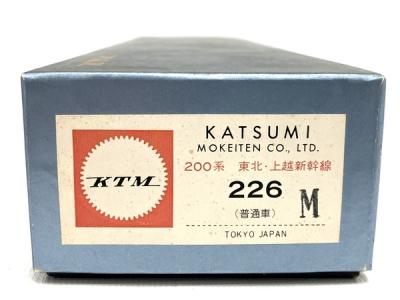 KTM
KATSUMI
MOKEITEN CO., LTD.
200系 東北・上越新幹線
226
(普通車)
M
TOKYO JAPAN